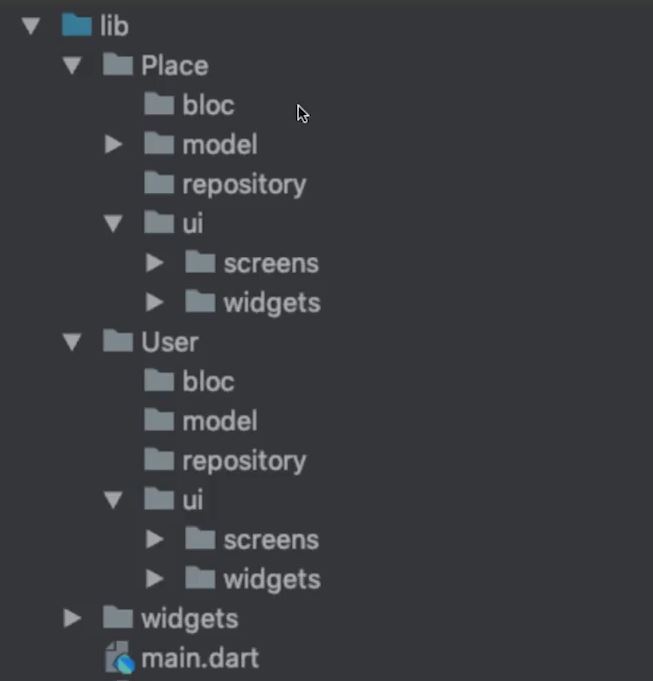 lib
Place
bloc
model
repository
ui
screens
widgets
User
bloc
model
repository
ui
screens
widgets
widgets
main.dart